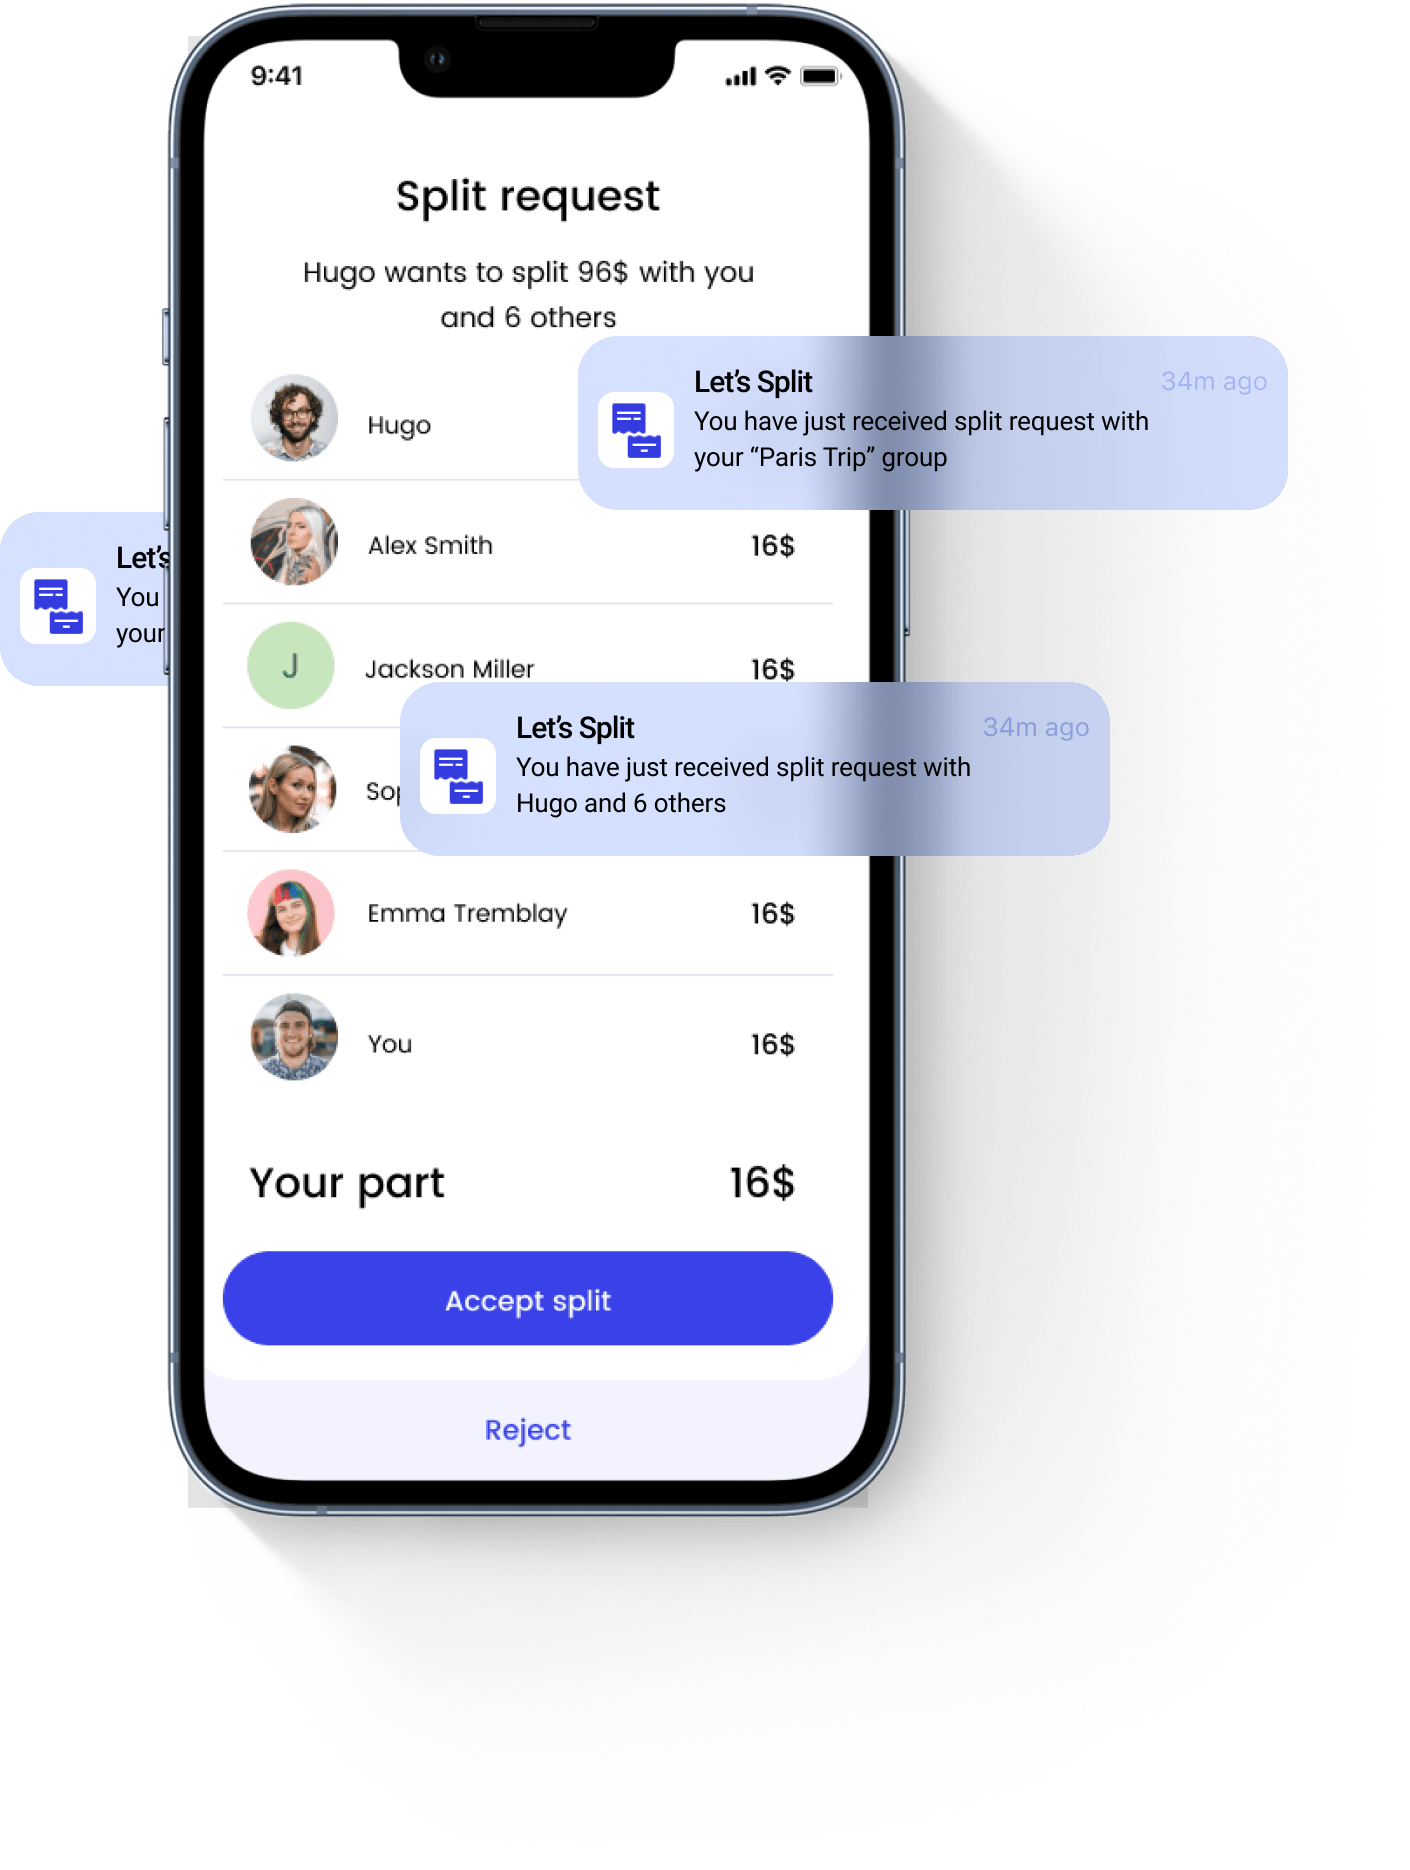 9:41
Split request
Hugo wants to split 96$ with you
and 6 others
Hugo
Let’s Split
34m ago
You have just received split request with
your “Paris Trip” group
Alex Smith
16$
Let’s
You
your
J
Jackson Miller
16$
Let’s Split
34m ago
You have just received split request with
Hugo and 6 others
Emma Tremblay
16$
You
16$
Your part
16$
Accept split
Reject